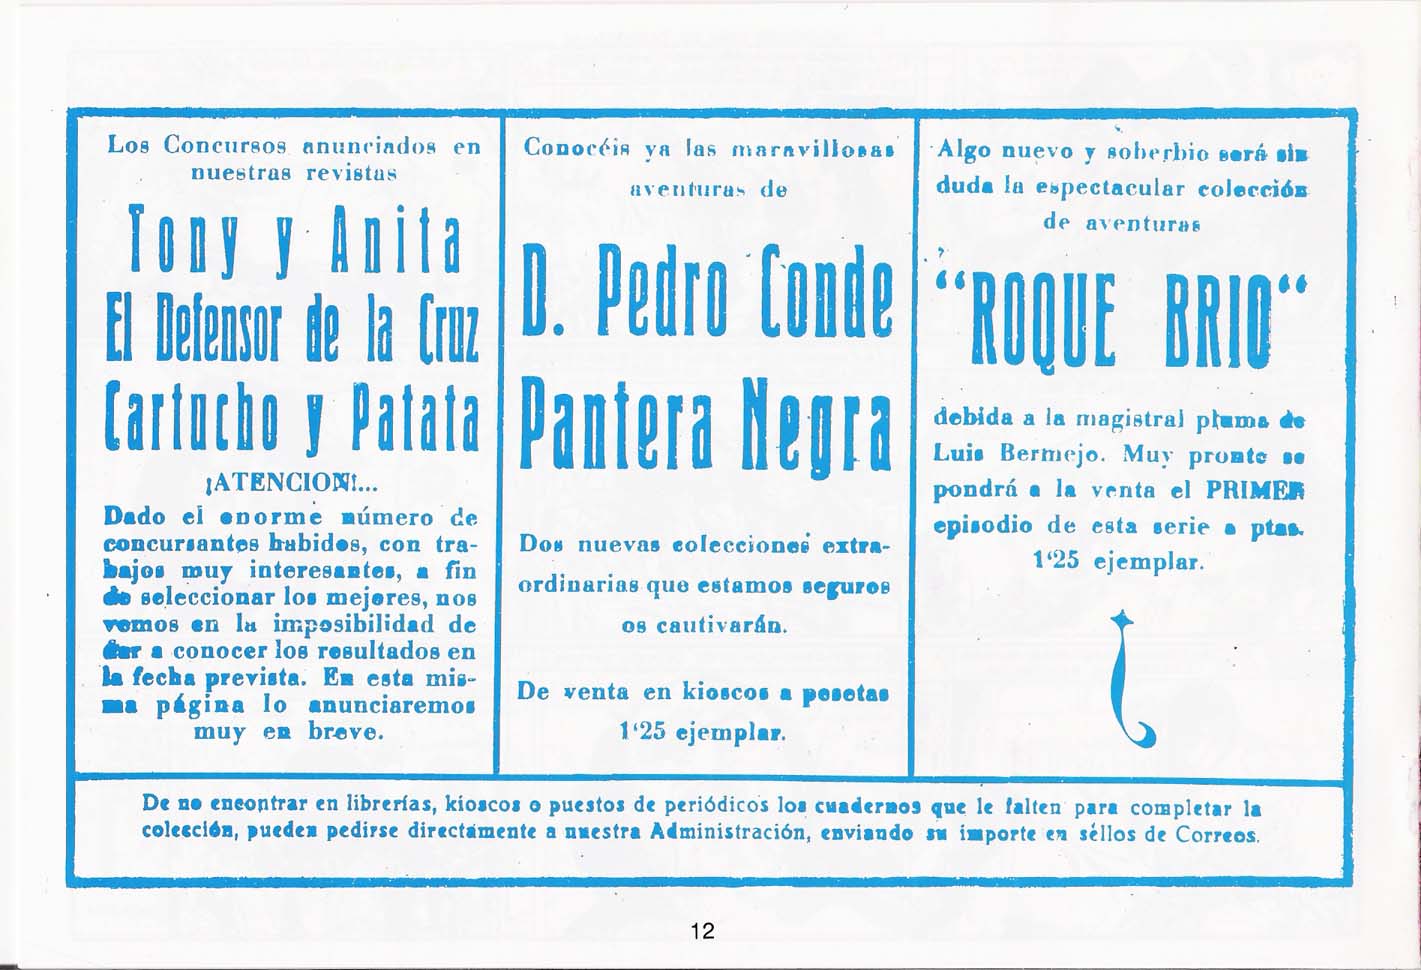 Los Concursos anunciados en
nuestras revistas
Tony y Anita
El Defensor de la Cruz
Cartucho y Patata
¡ATENCION!...
Dado el enorme número de
concursantes habidos, con tra-
bajos muy interesantes, a fin
de seleccionar los mejores, nos
vemos en la imposibilidad de
dar a conocer los resultados en
la fecha prevista. En esta mis-
ma página lo anunciaremos
muy en breve.
Conocéis ya las maravillosas
aventuras de
D. Pedro Conde
Pantera Negra
Dos nuevas colecciones extra-
ordinarias que estamos seguros
os cautivarán.
De venta en kioscos a pesetas
1'25 ejemplar.
Algo nuevo y soberbio será sin
duda la espectacular colección
de aventuras
"ROQUE BRIO"
debida a la magistral pluma de
Luis Bermejo. Muy pronto se
pondrá a la venta el PRIMER
episodio de esta serie a ptas.
1'25 ejemplar.
De no encontrar en librerías, kioscos o puestos de periódicos los cuadernos que le falten para completar la
colección, pueden pedirse directamente a nuestra Administración, enviando su importe en sellos de Correos.
12